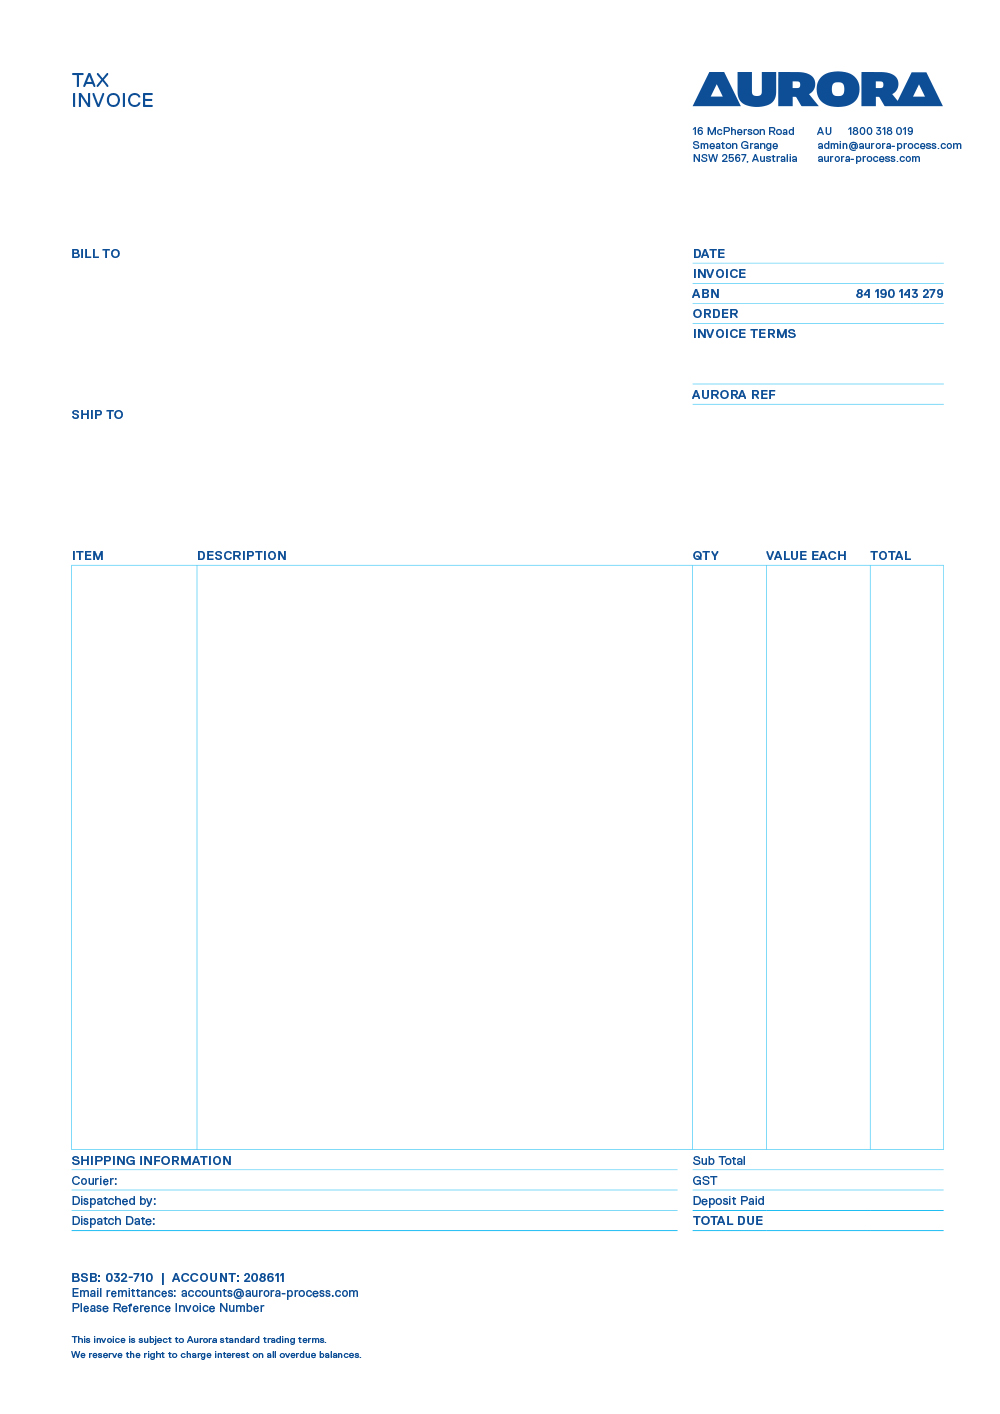 TAX
INVOICE
AURORA
16 McPherson Road AU 1800 318 019
Smeaton Grange admin@aurora-process.com
NSW 2567, Australia aurora-process.com
BILL TO
DATE
INVOICE
ABN 84 190 143 279
ORDER
INVOICE TERMS
AURORA REF
SHIP TO
ITEM DESCRIPTION QTY VALUE EACH TOTAL
SHIPPING INFORMATION
Courier:
Dispatched by:
Dispatch Date:
Sub Total
GST
Deposit Paid
TOTAL DUE
BSB: 032-710 | ACCOUNT: 208611
Email remittances: accounts@aurora-process.com
Please Reference Invoice Number
This invoice is subject to Aurora standard trading terms.
We reserve the right to charge interest on all overdue balances.